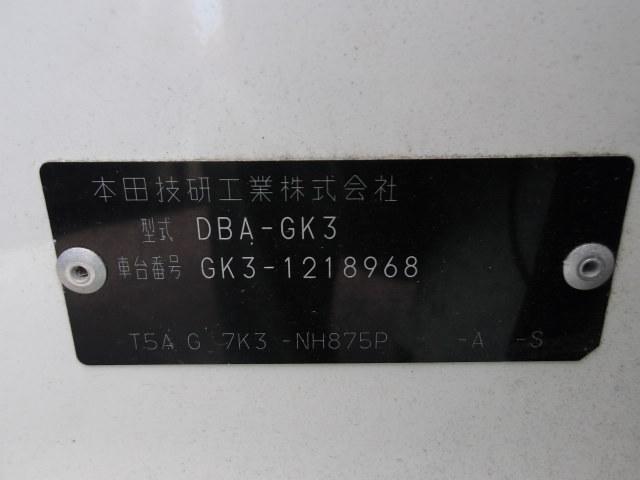 本田技研工業株式会社
型式 DBA-GK3
車台番号 GK3-1218968
T5A G 7K3 -NH875P -A -S